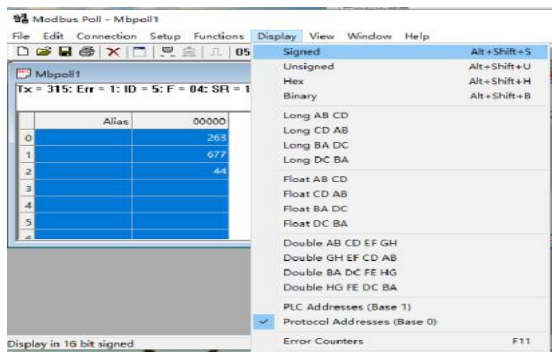 Modbus Poll - Mbpoll1
File Edit Connection Setup Functions Display View Window Help
05
Mbpoll1
Tx = 315: Err = 1: ID = 5: F = 04: SR = 1
Alias 00000
0 263
1 677
2 44
3
4
5
Signed Alt+Shift+S
Unsigned Alt+Shift+U
Hex Alt+Shift+H
Binary Alt+Shift+B
Long AB CD
Long CD AB
Long BA DC
Long DC BA
Float AB CD
Float CD AB
Float BA DC
Float DC BA
Double AB CD EF GH
Double GH EF CD AB
Double BA DC FE HG
Double HG FE DC BA
PLC Addresses (Base 1)
Protocol Addresses (Base 0)
Error Counters F11
Display in 16 bit signed